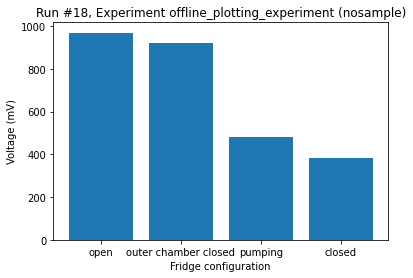 Run #18, Experiment offline_plotting_experiment (nosample)
1000
800
600
400
200
0
Voltage (mV)
open outer chamber closed pumping closed
Fridge configuration